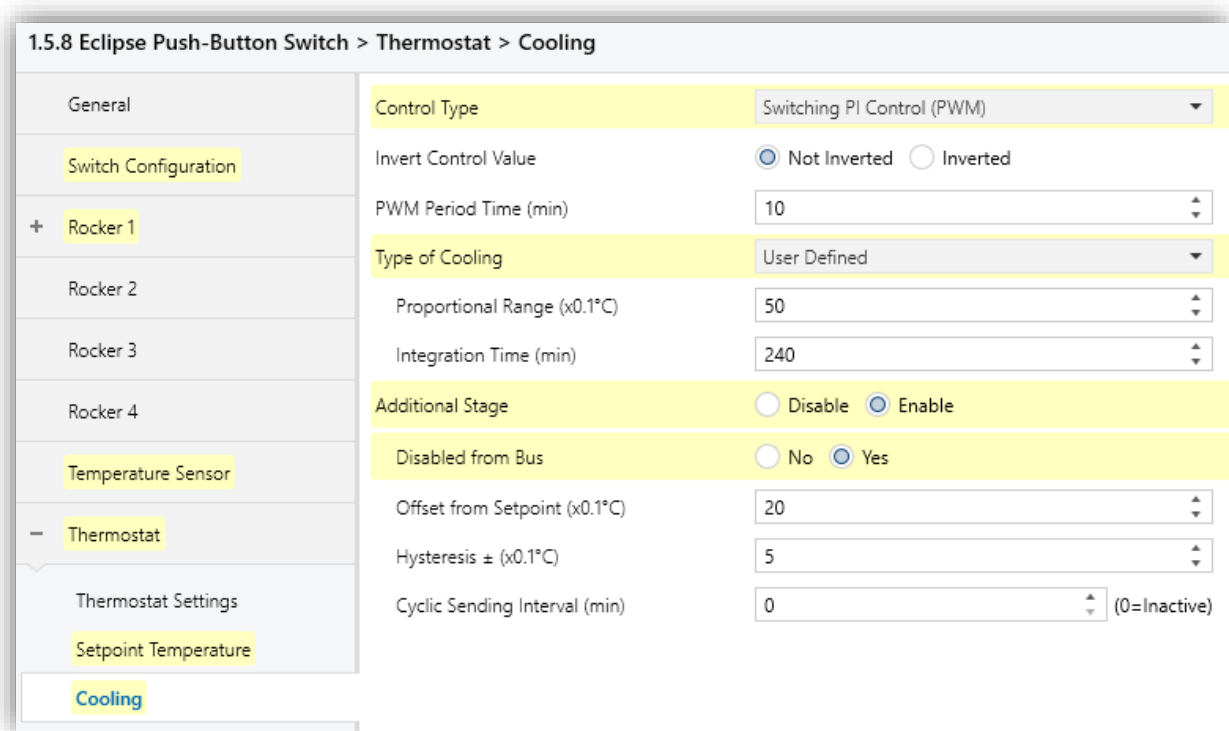 1.5.8 Eclipse Push-Button Switch > Thermostat > Cooling
General
Switch Configuration
+ Rocker 1
Rocker 2
Rocker 3
Rocker 4
Temperature Sensor
− Thermostat
Thermostat Settings
Setpoint Temperature
Cooling
Control Type Switching PI Control (PWM)
Invert Control Value Not Inverted Inverted
PWM Period Time (min) 10
Type of Cooling User Defined
Proportional Range (x0.1°C) 50
Integration Time (min) 240
Additional Stage Disable Enable
Disabled from Bus No Yes
Offset from Setpoint (x0.1°C) 20
Hysteresis ± (x0.1°C) 5
Cyclic Sending Interval (min) 0 (0=Inactive)